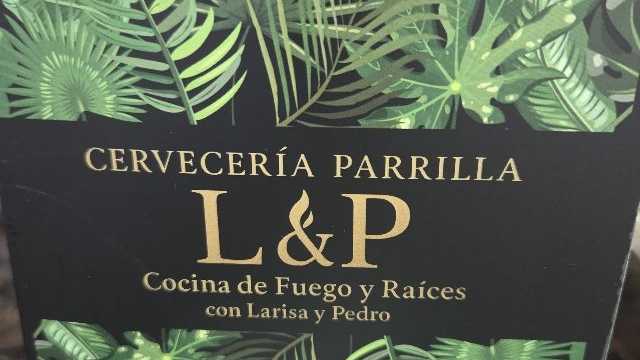 CERVECERÍA PARRILLA
L&P
Cocina de Fuego y Raíces
con Larisa y Pedro